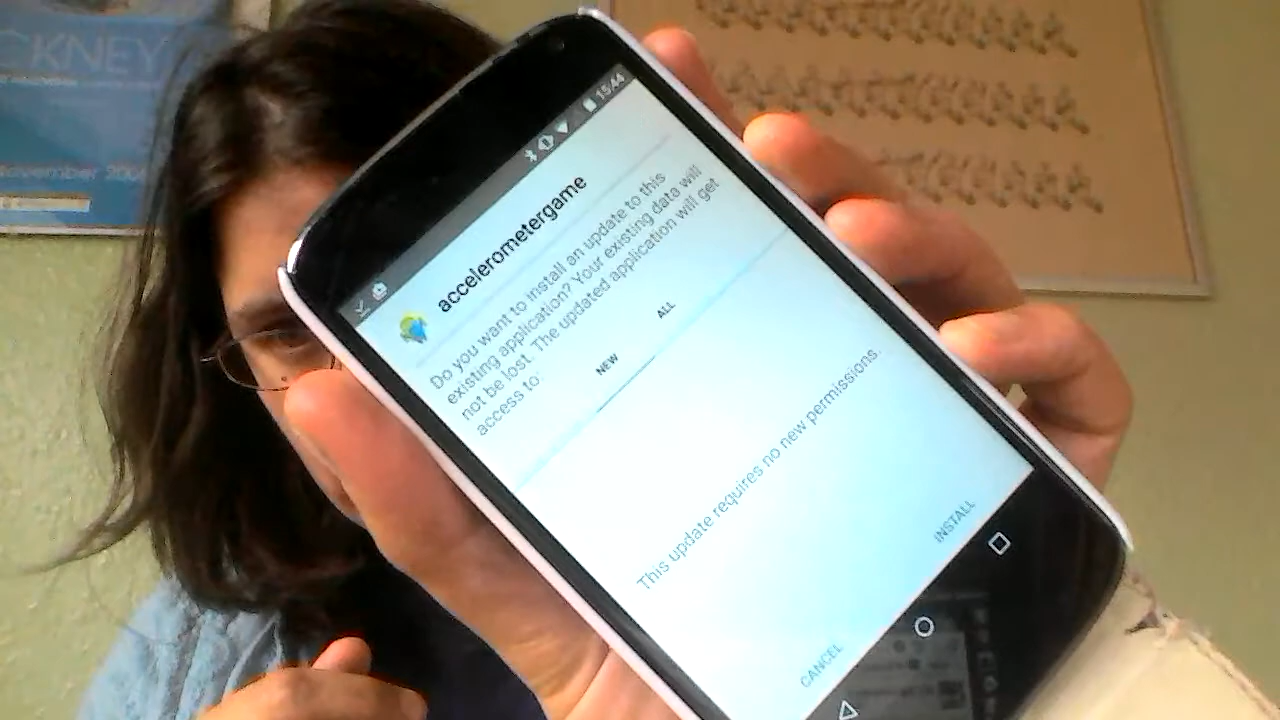 CKNEY
November 200
15:44
accelerometergame
Do you want to install an update to this
existing application? Your existing data will
not be lost. The updated application will get
access to:
NEW
ALL
This update requires no new permissions.
CANCEL
INSTALL